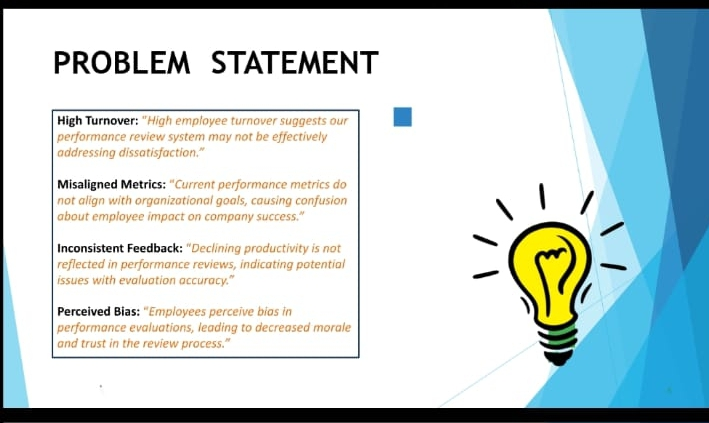 PROBLEM STATEMENT
High Turnover: “High employee turnover suggests our
performance review system may not be effectively
addressing dissatisfaction.”
Misaligned Metrics: “Current performance metrics do
not align with organizational goals, causing confusion
about employee impact on company success.”
Inconsistent Feedback: “Declining productivity is not
reflected in performance reviews, indicating potential
issues with evaluation accuracy.”
Perceived Bias: “Employees perceive bias in
performance evaluations, leading to decreased morale
and trust in the review process.”